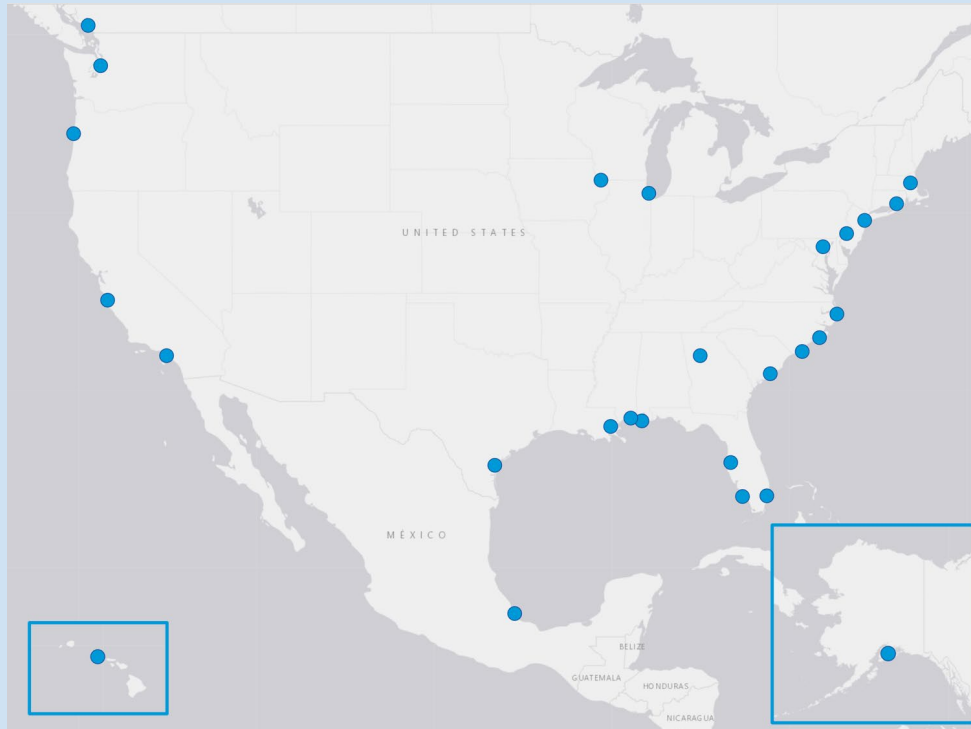 UNITED STATES
MÉXICO
BELIZE
GUATEMALA
HONDURAS
NICARAGUA